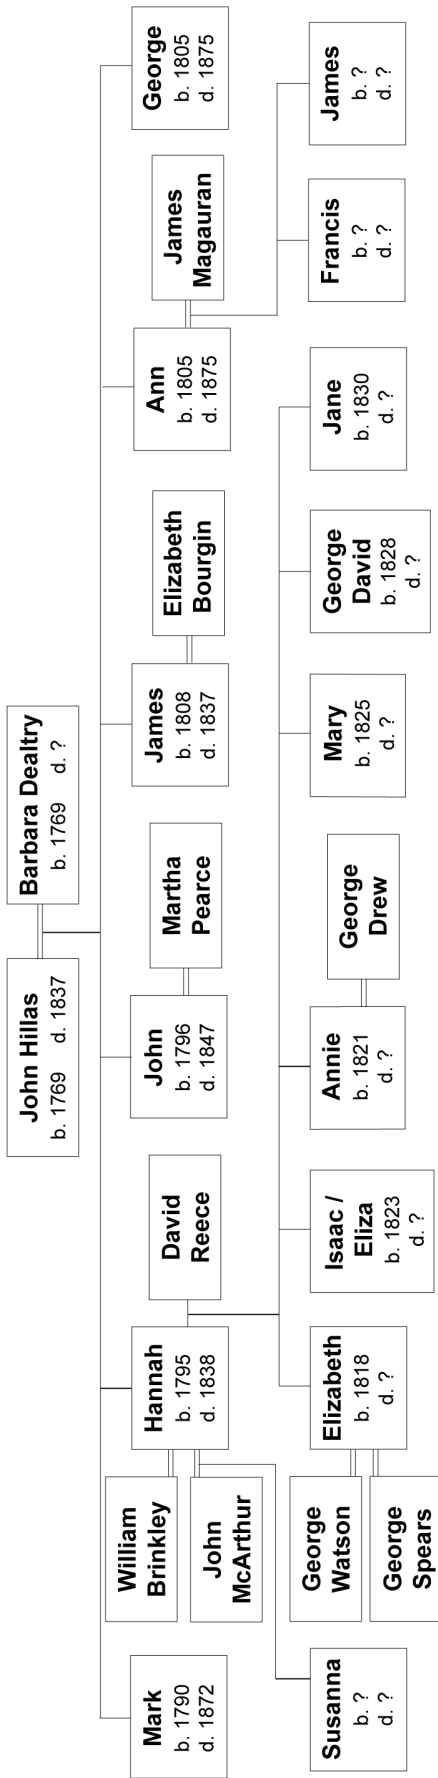 John Hillas
b. 1769 d. 1837
Barbara Dealtry
b. 1769 d. ?
Mark
b. 1790
d. 1872
William
Brinkley
John
McArthur
Hannah
b. 1795
d. 1838
David
Reece
John
b. 1796
d. 1847
Martha
Pearce
James
b. 1808
d. 1837
Elizabeth
Bourgin
Ann
b. 1805
d. 1875
James
Magauran
George
b. 1805
d. 1875
Susanna
b. ?
d. ?
George
Watson
George
Spears
Elizabeth
b. 1818
d. ?
Isaac /
Eliza
b. 1823
d. ?
Annie
b. 1821
d. ?
George
Drew
Mary
b. 1825
d. ?
George
David
b. 1828
d. ?
Jane
b. 1830
d. ?
Francis
b. ?
d. ?
James
b. ?
d. ?